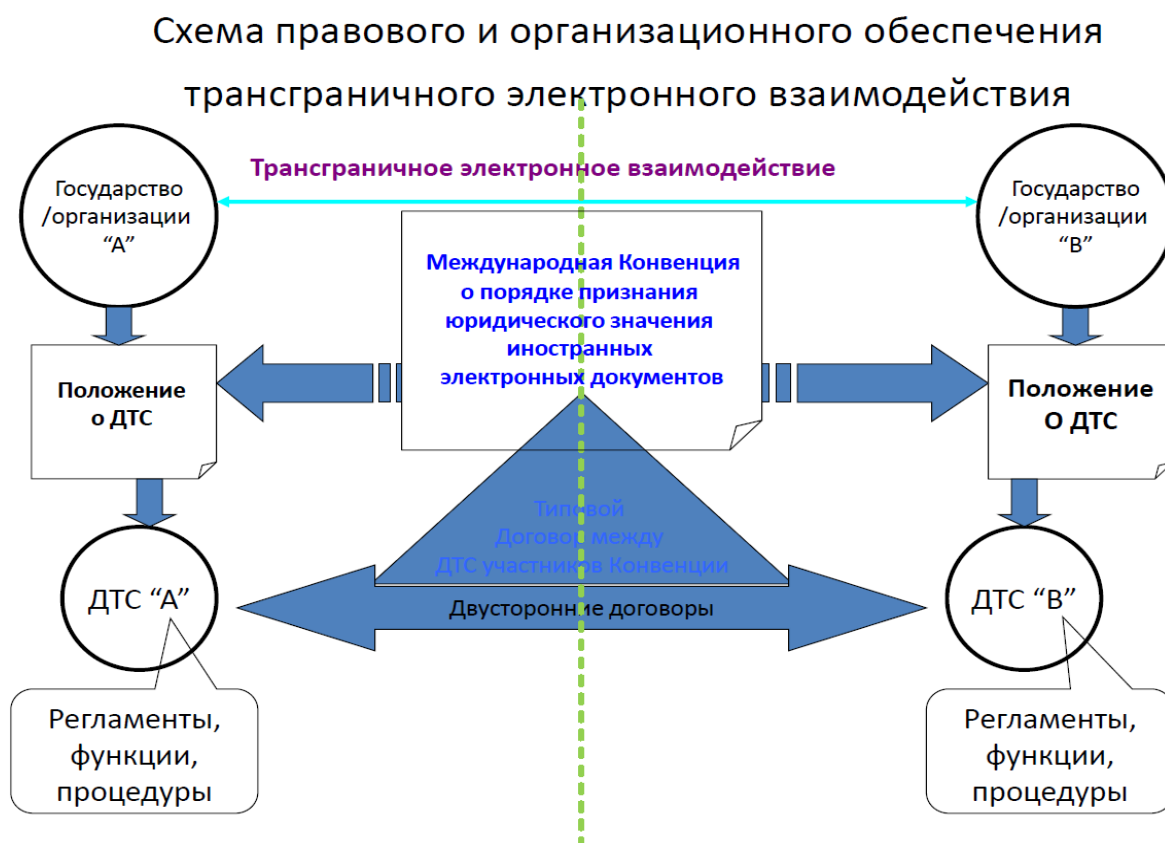 Схема правового и организационного обеспечения
трансграничного электронного взаимодействия
Трансграничное электронное взаимодействие
Государство
/организации
“А”
Государство
/организации
“В”
Международная Конвенция
о порядке признания
юридического значения
иностранных
электронных документов
Положение
о ДТС
Положение
О ДТС
Типовой
Договор между
ДТС участников Конвенции
Двусторонние договоры
ДТС “А”
ДТС “В”
Регламенты,
функции,
процедуры
Регламенты,
функции,
процедуры